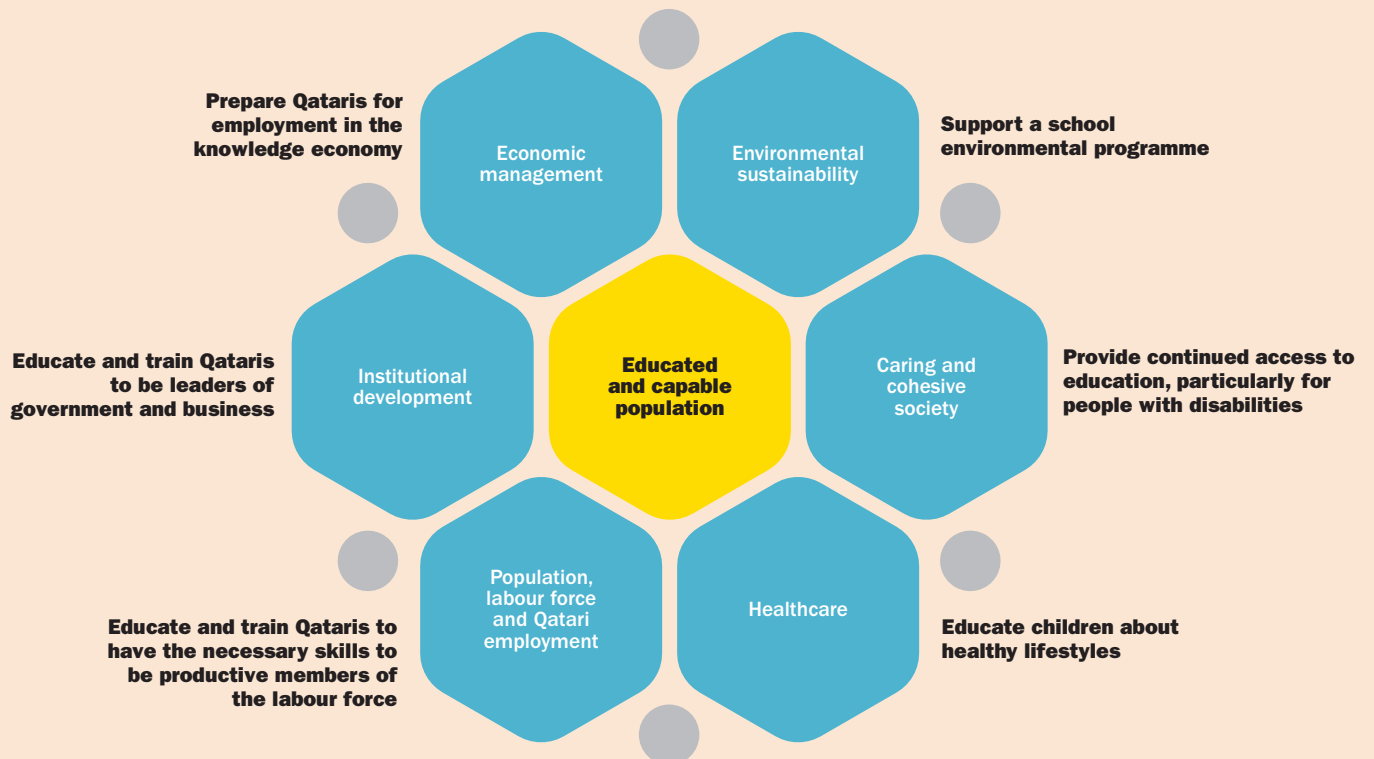 Prepare Qataris for
employment in the
knowledge economy
Economic
management
Environmental
sustainability
Support a school
environmental programme
Educate and train Qataris
to be leaders of
government and business
Institutional
development
Educated
and capable
population
Caring and
cohesive
society
Provide continued access to
education, particularly for
people with disabilities
Educate and train Qataris to
have the necessary skills to
be productive members of
the labour force
Population,
labour force
and Qatari
employment
Healthcare
Educate children about
healthy lifestyles